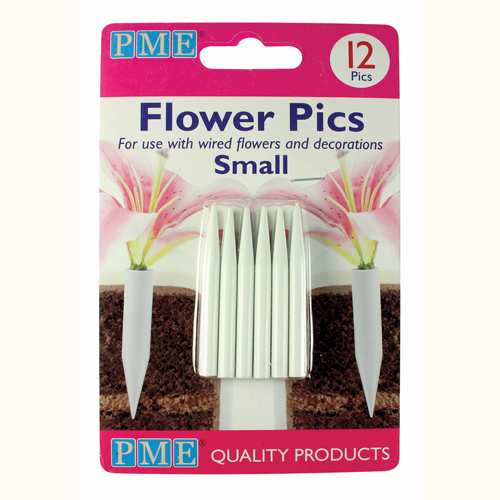 PME®
12
Pics
Flower Pics
For use with wired flowers and decorations
Small
PME® QUALITY PRODUCTS